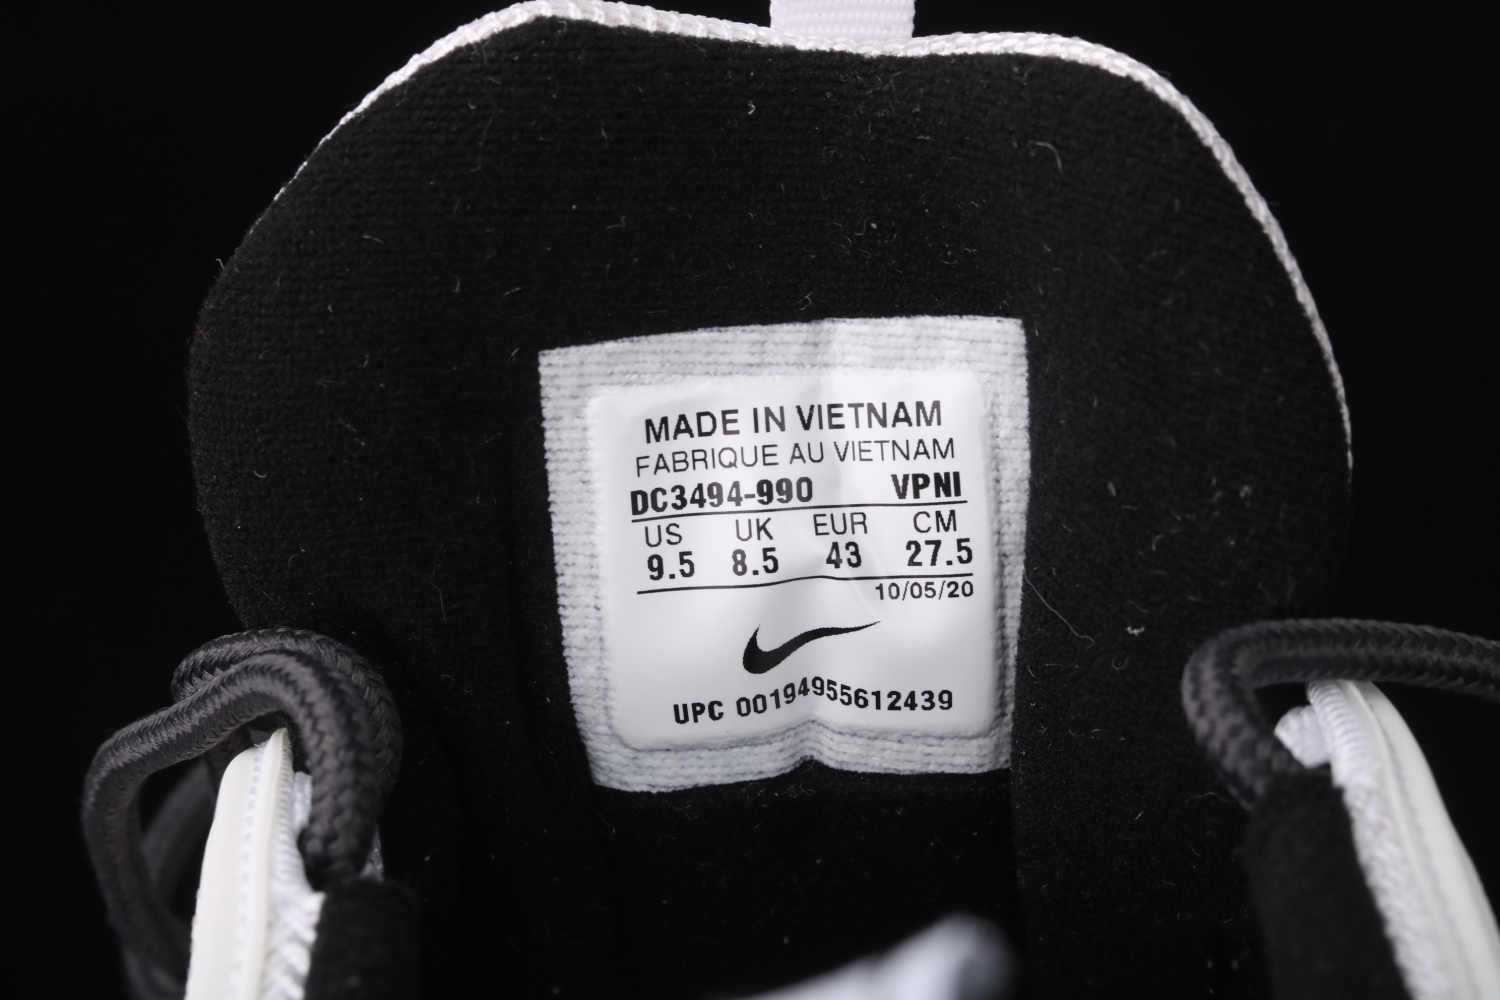 MADE IN VIETNAM
FABRIQUE AU VIETNAM
DC3494-990 VPNI
US UK EUR CM
9.5 8.5 43 27.5
10/05/20
UPC 00194955612439